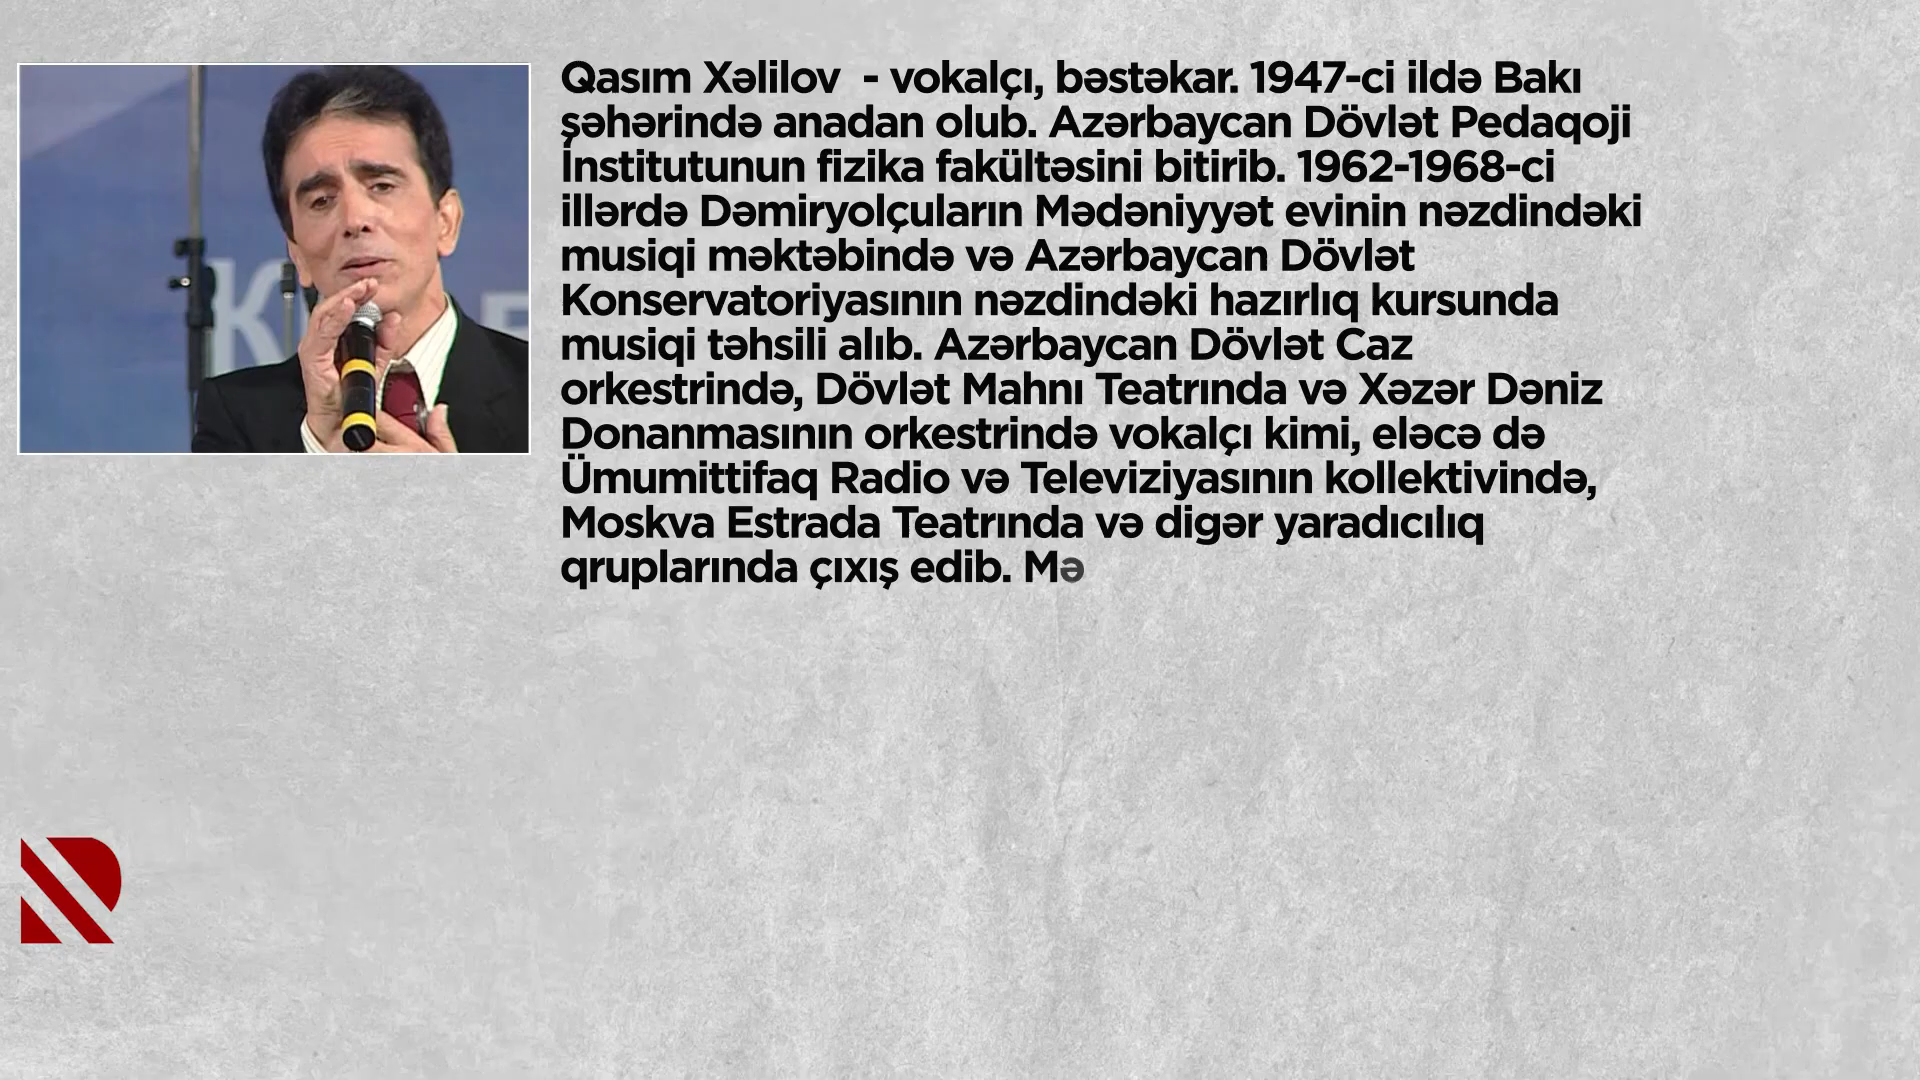 Qasım Xəlilov - vokalçı, bəstəkar. 1947-ci ildə Bakı
şəhərində anadan olub. Azərbaycan Dövlət Pedaqoji
İnstitutunun fizika fakültəsini bitirib. 1962-1968-ci
illərdə Dəmiryolçuların Mədəniyyət evinin nəzdindəki
musiqi məktəbində və Azərbaycan Dövlət
Konservatoriyasının nəzdindəki hazırlıq kursunda
musiqi təhsili alıb. Azərbaycan Dövlət Caz
orkestrində, Dövlət Mahnı Teatrında və Xəzər Dəniz
Donanmasının orkestrində vokalçı kimi, eləcə də
Ümumittifaq Radio və Televiziyasının kollektivində,
Moskva Estrada Teatrında və digər yaradıcılıq
qruplarında çıxış edib. Mə